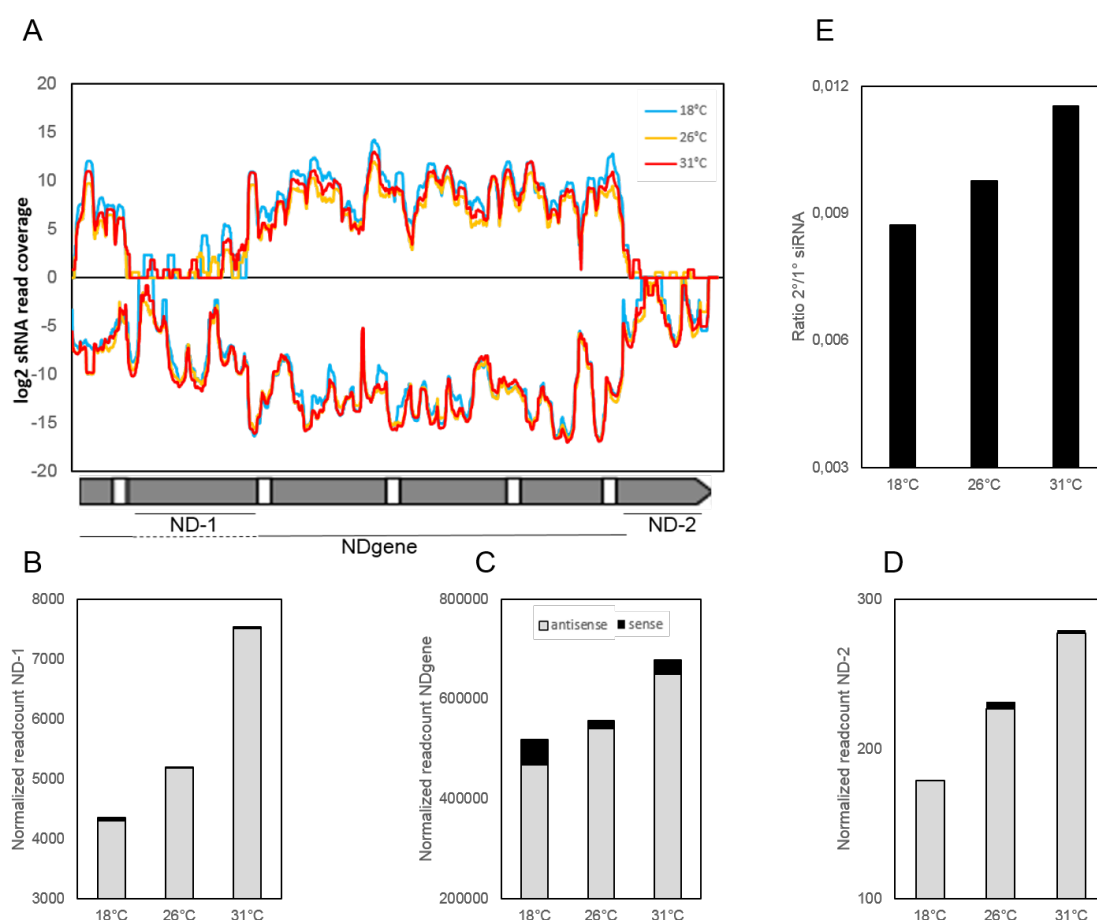 A
log2 sRNA read coverage
20
15
10
5
0
-5
-10
-15
-20
18°C
26°C
31°C
ND-1
ND-2
NDgene
E
Ratio 2°/1° siRNA
0,012
0,009
0,006
0,003
18°C
26°C
31°C
B
Normalized readcount ND-1
8000
7000
6000
5000
4000
3000
18°C
26°C
31°C
C
Normalized readcount NDgene
800000
600000
400000
200000
antisense
sense
18°C
26°C
31°C
D
Normalized readcount ND-2
300
200
100
18°C
26°C
31°C